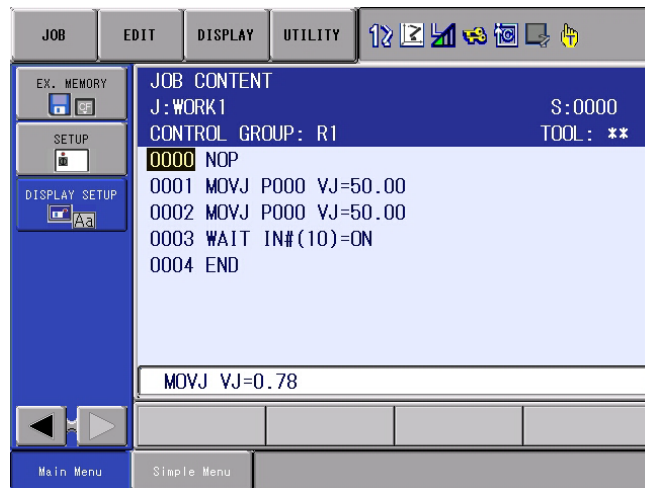 JOB EDIT DISPLAY UTILITY
EX. MEMORY
CF
SETUP
DISPLAY SETUP
Aa
JOB CONTENT
J:WORK1 S:0000
CONTROL GROUP: R1 TOOL: **
0000 NOP
0001 MOVJ P000 VJ=50.00
0002 MOVJ P000 VJ=50.00
0003 WAIT IN#(10)=ON
0004 END
MOVJ VJ=0.78
Main Menu Simple Menu